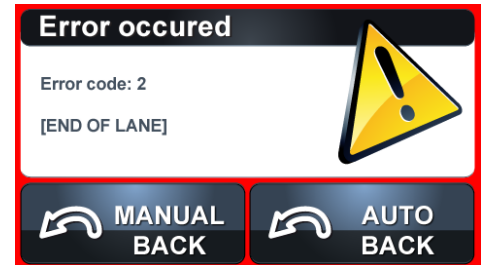 Error occured
Error code: 2
[END OF LANE]
MANUAL
BACK
AUTO
BACK